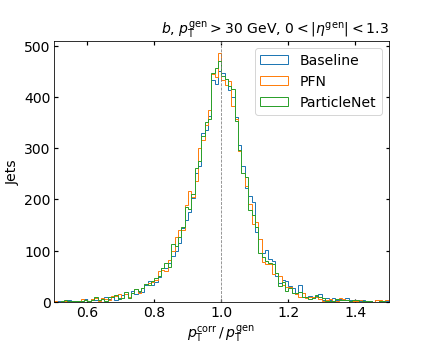 b, p_T^gen > 30 GeV, 0 < |η^gen| < 1.3
500
400
300
200
100
0
Jets
Baseline
PFN
ParticleNet
0.6 0.8 1.0 1.2 1.4
p_T^corr / p_T^gen